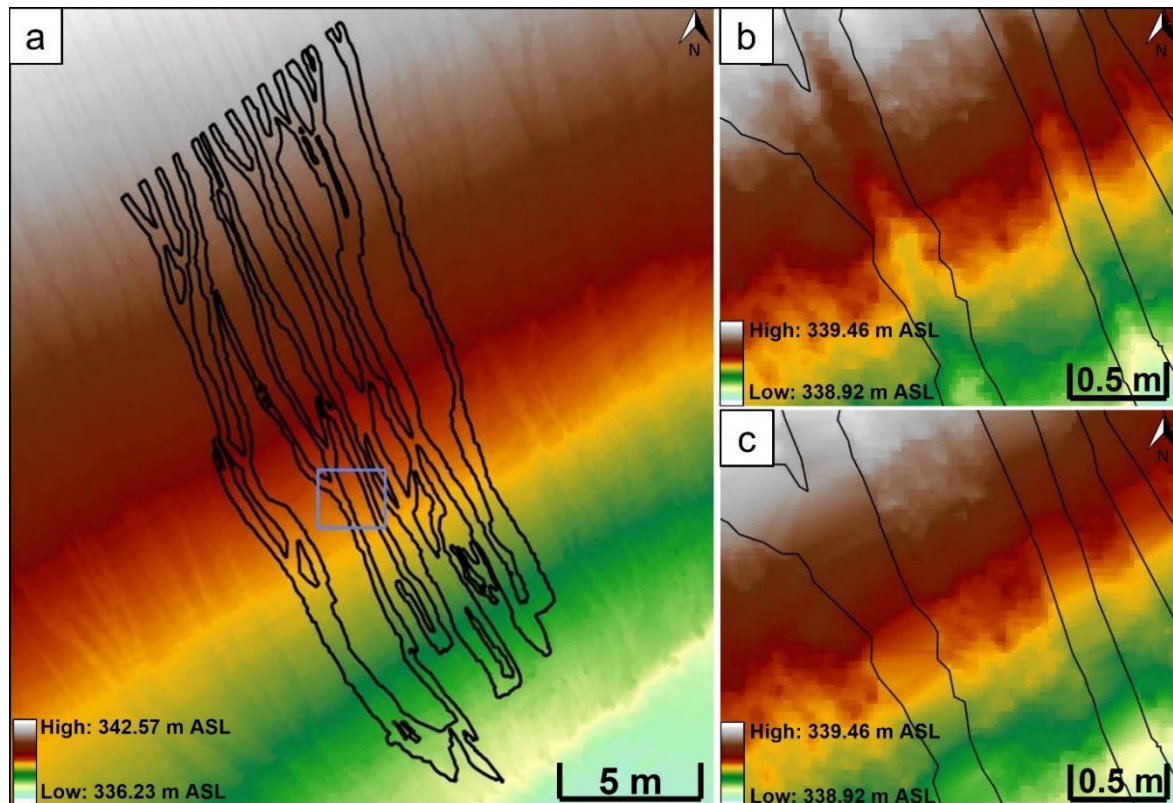 a
N
High: 342.57 m ASL
Low: 336.23 m ASL
5 m
b
N
High: 339.46 m ASL
Low: 338.92 m ASL
0.5 m
c
N
High: 339.46 m ASL
Low: 338.92 m ASL
0.5 m